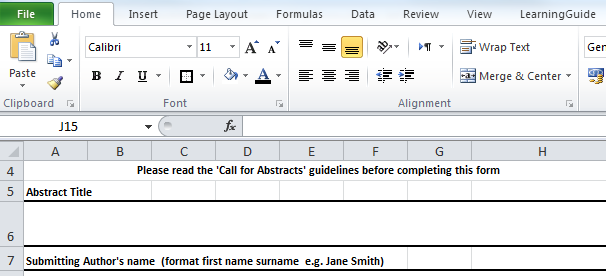 File Home Insert Page Layout Formulas Data Review View LearningGuide
Calibri 11 A A Wrap Text Gen
Paste B I U A Merge & Center
Clipboard Font Alignment
J15 fx
A B C D E F G H
4 Please read the 'Call for Abstracts' guidelines before completing this form
5 Abstract Title
6
7 Submitting Author's name (format first name surname e.g. Jane Smith)